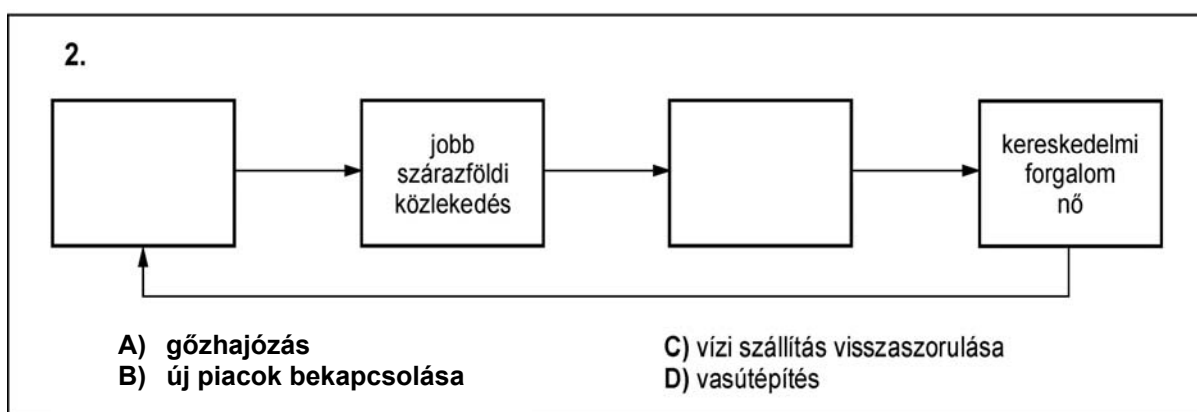 2.
jobb
szárazföldi
közlekedés
kereskedelmi
forgalom
nő
A) gőzhajózás
B) új piacok bekapcsolása
C) vízi szállítás visszaszorulása
D) vasútépítés